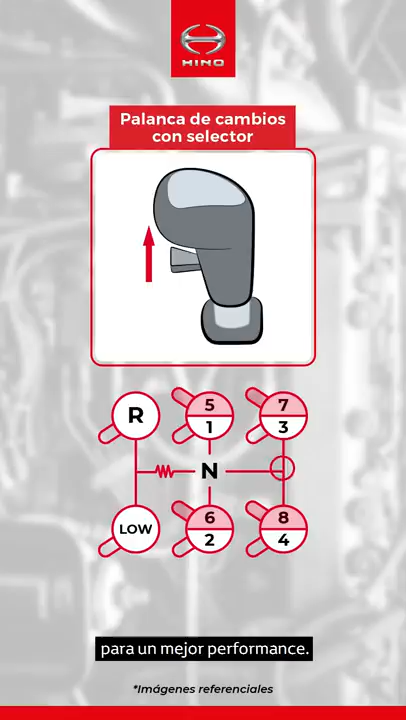 HINO
Palanca de cambios
con selector
R
5
1
7
3
N
LOW
6
2
8
4
para un mejor performance.
*Imágenes referenciales